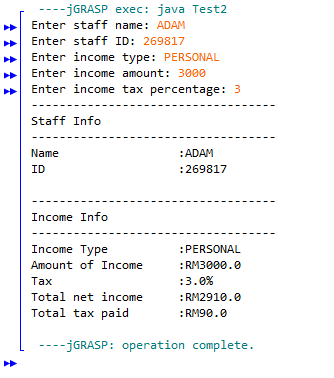 ----jGRASP exec: java Test2
Enter staff name: ADAM
Enter staff ID: 269817
Enter income type: PERSONAL
Enter income amount: 3000
Enter income tax percentage: 3
---------------------------------
Staff Info
---------------------------------
Name :ADAM
ID :269817
---------------------------------
Income Info
---------------------------------
Income Type :PERSONAL
Amount of Income :RM3000.0
Tax :3.0%
Total net income :RM2910.0
Total tax paid :RM90.0
----jGRASP: operation complete.